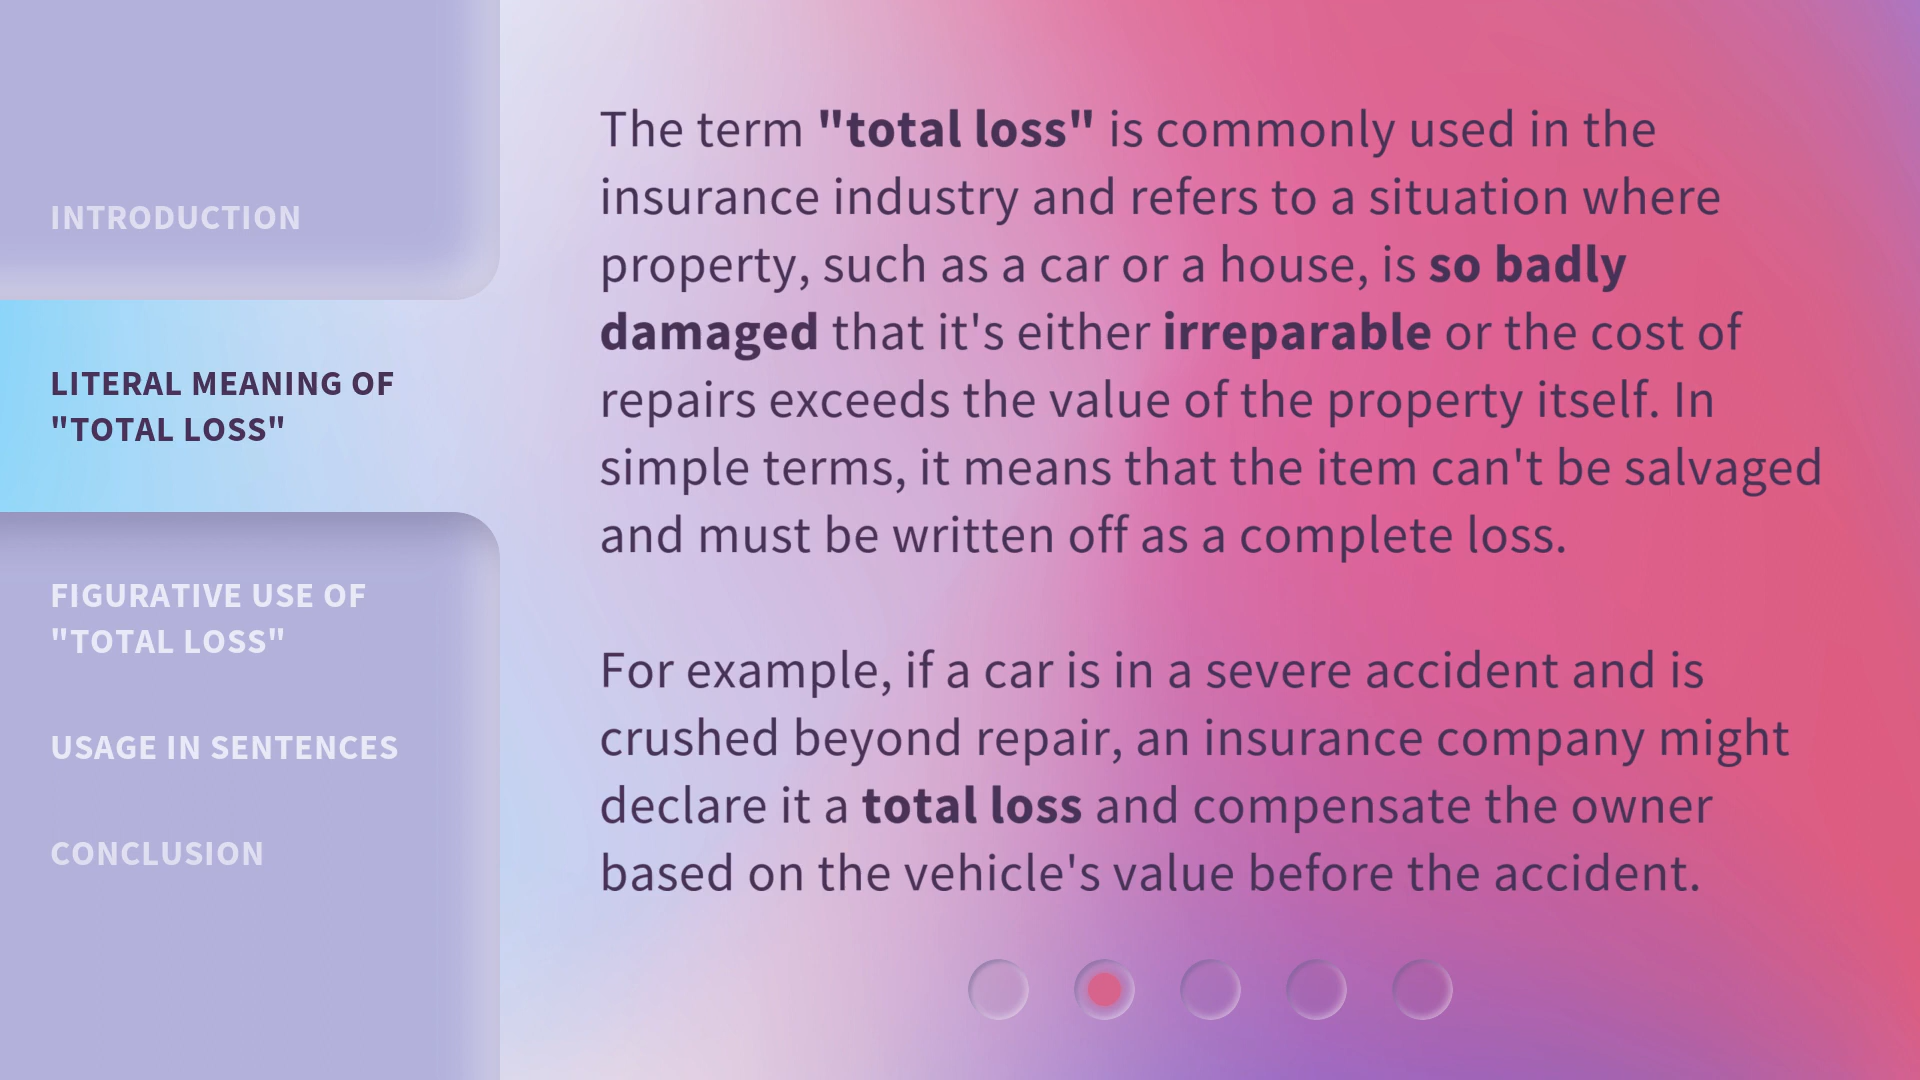 INTRODUCTION
LITERAL MEANING OF
"TOTAL LOSS"
FIGURATIVE USE OF
"TOTAL LOSS"
USAGE IN SENTENCES
CONCLUSION
The term "total loss" is commonly used in the
insurance industry and refers to a situation where
property, such as a car or a house, is so badly
damaged that it's either irreparable or the cost of
repairs exceeds the value of the property itself. In
simple terms, it means that the item can't be salvaged
and must be written off as a complete loss.
For example, if a car is in a severe accident and is
crushed beyond repair, an insurance company might
declare it a total loss and compensate the owner
based on the vehicle's value before the accident.